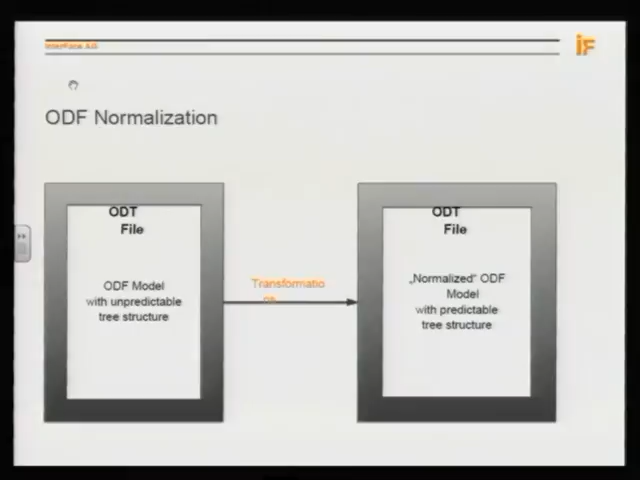 InterFace AG
iF
ODF Normalization
ODT
File
ODF Model
with unpredictable
tree structure
Transformatio
ns
ODT
File
„Normalized“ ODF
Model
with predictable
tree structure